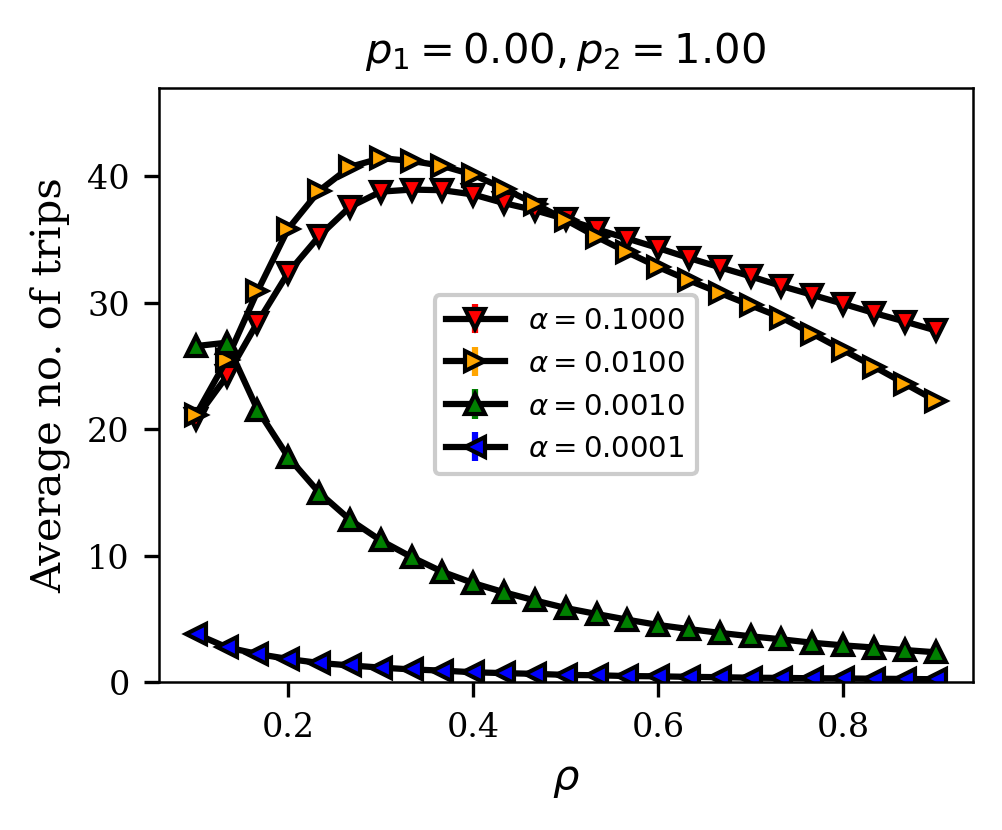 p₁ = 0.00, p₂ = 1.00
Average no. of trips
40
30
20
10
0
α = 0.1000
α = 0.0100
α = 0.0010
α = 0.0001
0.2 0.4 0.6 0.8
ρ